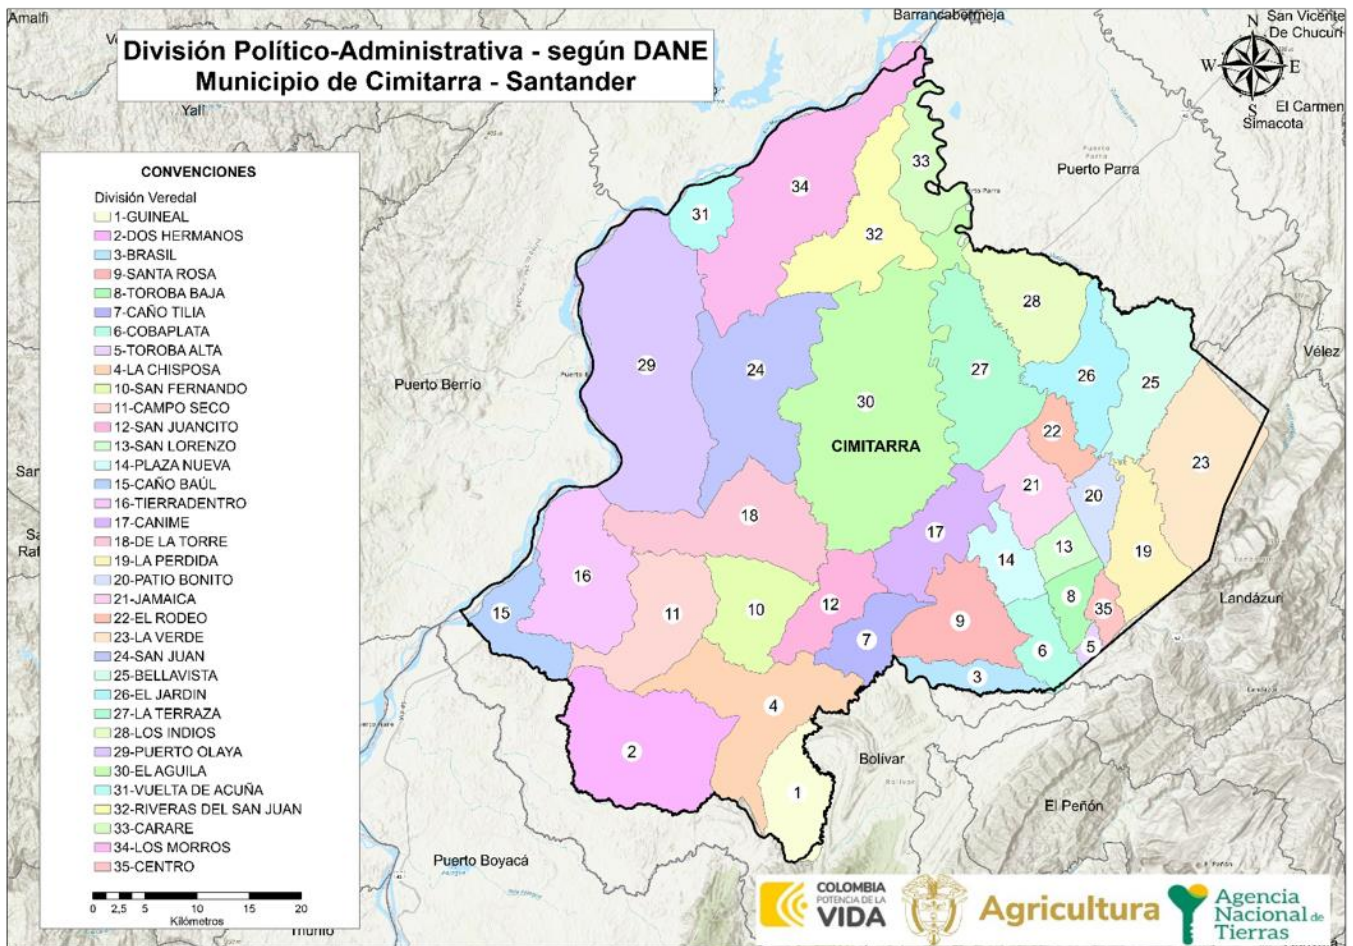 Amalfi
Barrancabermeja
San Vicente
De Chucurí
División Político-Administrativa - según DANE
Municipio de Cimitarra - Santander
N
W
E
S
Yalí
El Carmen
Simacota
Puerto Parra
CONVENCIONES
División Veredal
1-GUINEAL
2-DOS HERMANOS
3-BRASIL
9-SANTA ROSA
8-TOROBA BAJA
7-CAÑO TILIA
6-COBAPLATA
5-TOROBA ALTA
4-LA CHISPOSA
10-SAN FERNANDO
11-CAMPO SECO
12-SAN JUANCITO
13-SAN LORENZO
14-PLAZA NUEVA
15-CAÑO BAÚL
16-TIERRADENTRO
17-CANIME
18-DE LA TORRE
19-LA PERDIDA
20-PATIO BONITO
21-JAMAICA
22-EL RODEO
23-LA VERDE
24-SAN JUAN
25-BELLAVISTA
26-EL JARDIN
27-LA TERRAZA
28-LOS INDIOS
29-PUERTO OLAYA
30-EL AGUILA
31-VUELTA DE ACUÑA
32-RIVERAS DEL SAN JUAN
33-CARARE
34-LOS MORROS
35-CENTRO
0 2,5 5 10 15 20
Kilómetros
33
34
31
32
28
Vélez
29
24
27
26
25
Puerto Berrío
30
CIMITARRA
22
23
21
20
18
17
13
14
19
16
15
11
10
12
8
35
Landázuri
9
7
6
5
3
4
2
Bolívar
1
El Peñón
Puerto Boyacá
COLOMBIA
POTENCIA DE LA
VIDA
Agricultura
Agencia
Nacional de
Tierras